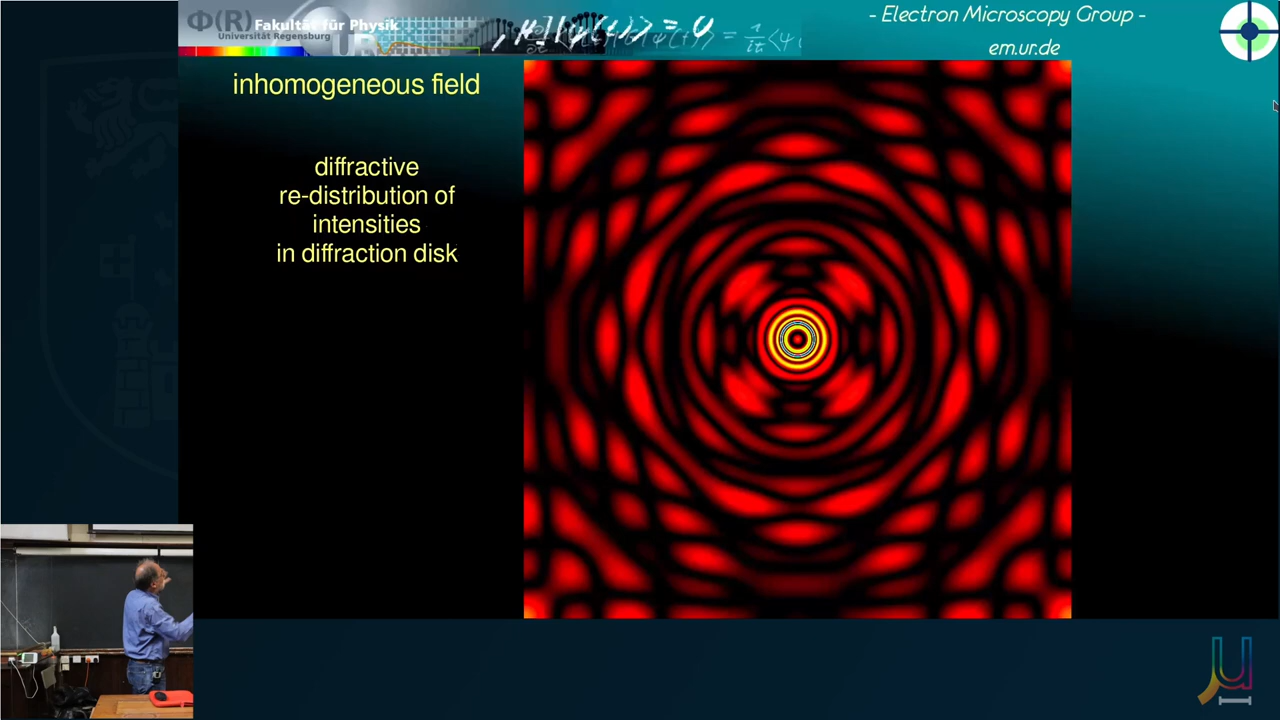 Φ(R) Fakultät für Physik
Universität Regensburg
- Electron Microscopy Group -
em.ur.de
inhomogeneous field
diffractive
re-distribution of
intensities
in diffraction disk